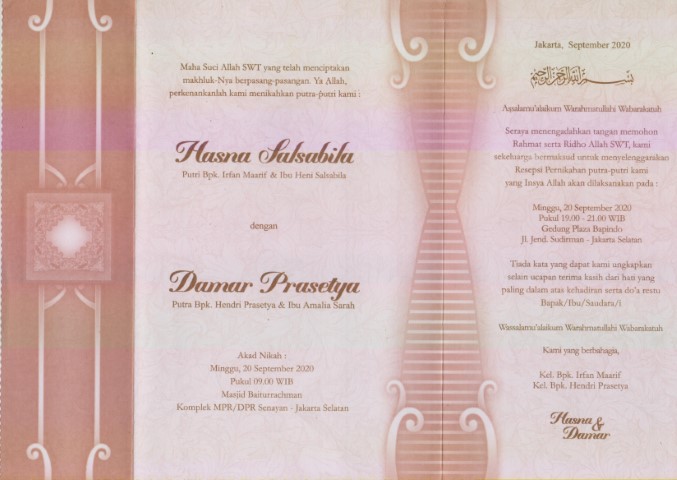 Maha Suci Allah SWT yang telah menciptakan
makhluk-Nya berpasang-pasangan. Ya Allah,
perkenankanlah kami menikahkan putra-putri kami :
Hasna Salsabila
Putri Bpk. Irfan Maarif & Ibu Heni Salsabila
dengan
Damar Prasetya
Putra Bpk. Hendri Prasetya & Ibu Amalia Sarah
Akad Nikah :
Minggu, 20 September 2020
Pukul 09.00 WIB
Masjid Baiturrachman
Komplek MPR/DPR Senayan - Jakarta Selatan
Jakarta, September 2020
بسم الله الرحمن الرحيم
Assalamu'alaikum Warahmatullahi Wabarakatuh
Seraya menengadahkan tangan memohon
Rahmat serta Ridho Allah SWT, kami
sekeluarga bermaksud untuk menyelenggarakan
Resepsi Pernikahan putra-putri kami
yang Insya Allah akan dilaksanakan pada :
Minggu, 20 September 2020
Pukul 19.00 - 21.00 WIB
Gedung Plaza Bapindo
Jl. Jend. Sudirman - Jakarta Selatan
Tiada kata yang dapat kami ungkapkan
selain ucapan terima kasih dari hati yang
paling dalam atas kehadiran serta do'a restu
Bapak/Ibu/Saudara/i
Wassalamu'alaikum Warahmatullahi Wabarakatuh
Kami yang berbahagia,
Kel. Bpk. Irfan Maarif
Kel. Bpk. Hendri Prasetya
Hasna &
Damar